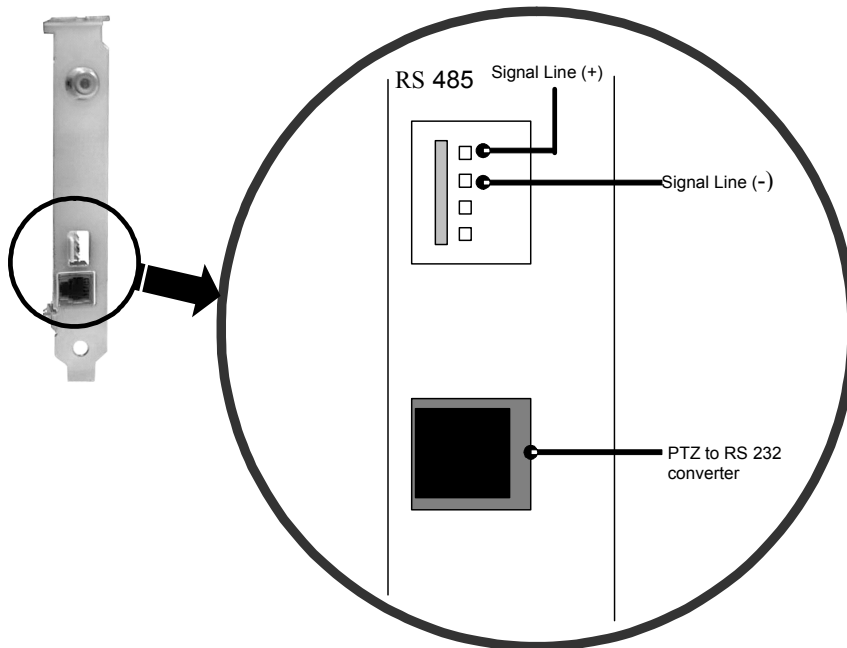 RS 485
Signal Line (+)
Signal Line (-)
PTZ to RS 232
converter